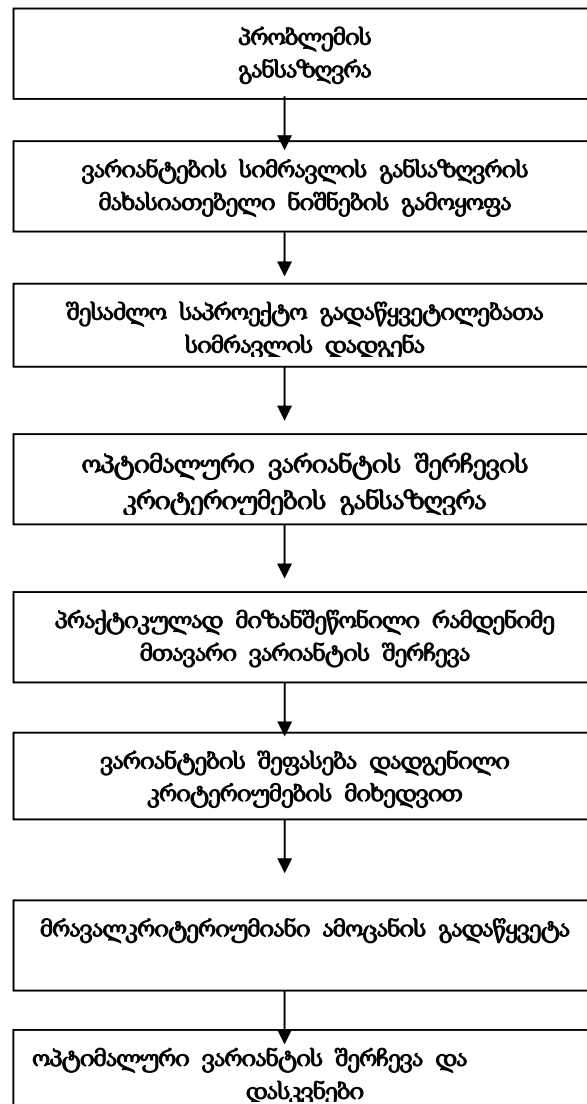 პრობლემის
განსაზღვრა
ვარიანტების სიმრავლის განსაზღვრის
მახასიათებელი ნიშნების გამოყოფა
შესაძლო საპროექტო გადაწყვეტილებათა
სიმრავლის დადგენა
ოპტიმალური ვარიანტის შერჩევის
კრიტერიუმების განსაზღვრა
პრაქტიკულად მიზანშეწონილი რამდენიმე
მთავარი ვარიანტის შერჩევა
ვარიანტების შეფასება დადგენილი
კრიტერიუმების მიხედვით
მრავალკრიტერიუმიანი ამოცანის გადაწყვეტა
ოპტიმალური ვარიანტის შერჩევა და
დასკვნები